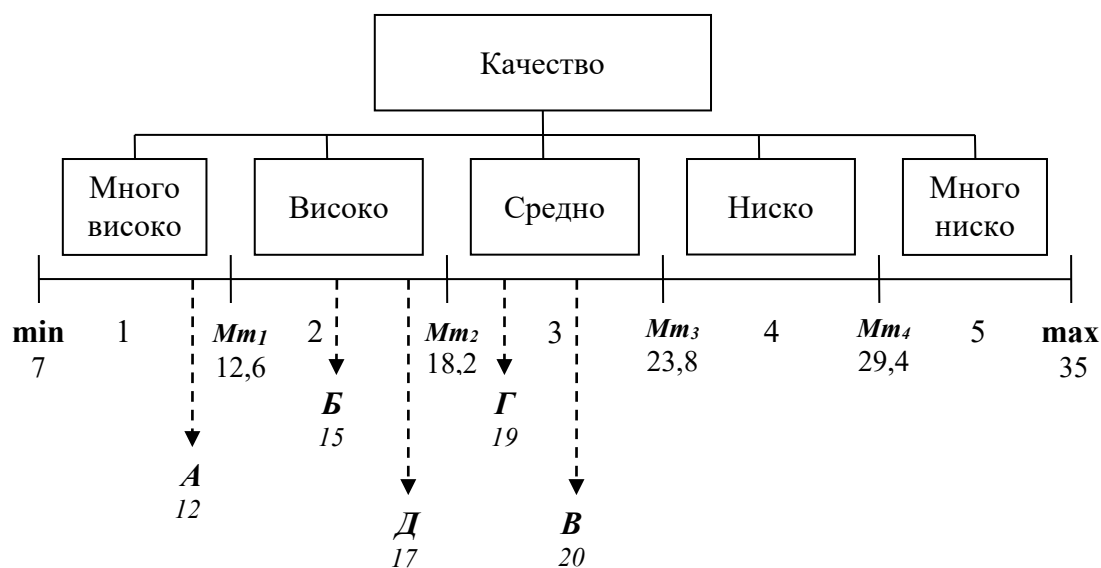 Качество
Много
високо
Високо
Средно
Ниско
Много
ниско
min 1 Mm1 2 Mm2 3 Mm3 4 Mm4 5 max
7 12,6 18,2 23,8 29,4 35
Б Г
15 19
А
12
Д В
17 20